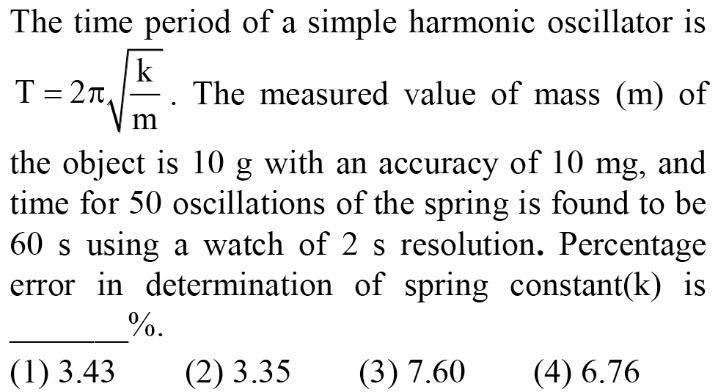 The time period of a simple harmonic oscillator is
T = 2π√(k/m). The measured value of mass (m) of
the object is 10 g with an accuracy of 10 mg, and
time for 50 oscillations of the spring is found to be
60 s using a watch of 2 s resolution. Percentage
error in determination of spring constant(k) is
________%.
(1) 3.43 (2) 3.35 (3) 7.60 (4) 6.76